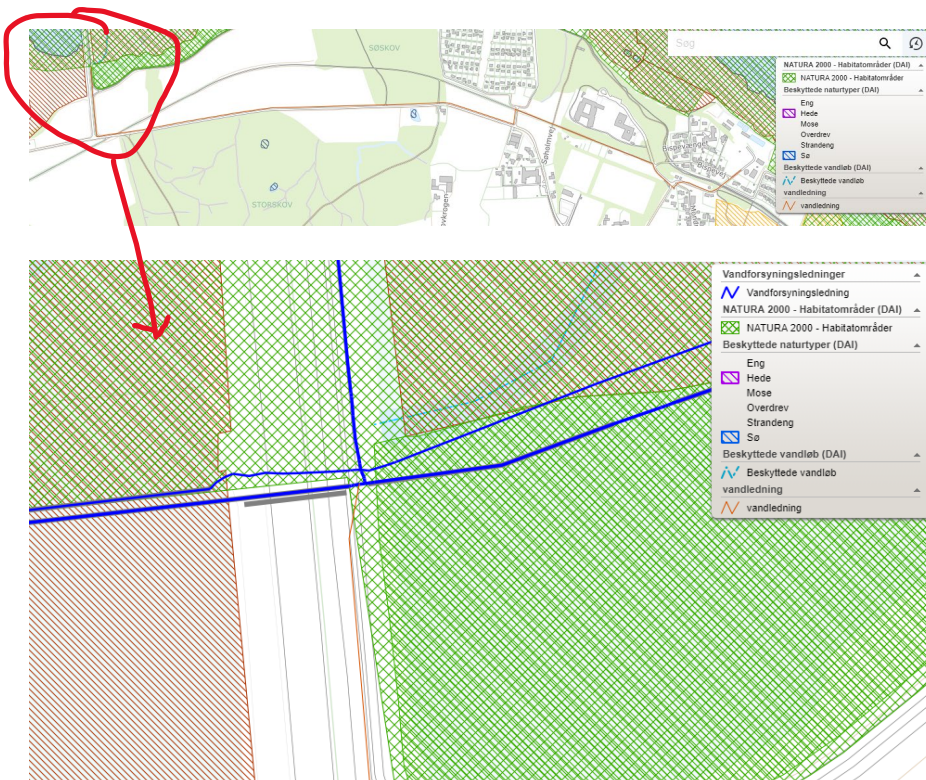 SØSKOV
Søg
NATURA 2000 - Habitatområder (DAI)
NATURA 2000 - Habitatområder
Beskyttede naturtyper (DAI)
Eng
Hede
Mose
Overdrev
Strandeng
Sø
Beskyttede vandløb (DAI)
Beskyttede vandløb
vandledning
vandledning
Bispevænget
Søholmvej
STORSKOV
Vandforsyningsledninger
Vandforsyningsledning
NATURA 2000 - Habitatområder (DAI)
NATURA 2000 - Habitatområder
Beskyttede naturtyper (DAI)
Eng
Hede
Mose
Overdrev
Strandeng
Sø
Beskyttede vandløb (DAI)
Beskyttede vandløb
vandledning
vandledning